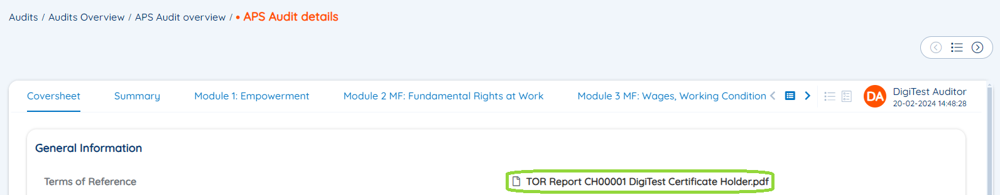 Audits / Audits Overview / APS Audit overview / • APS Audit details
Coversheet Summary Module 1: Empowerment Module 2 MF: Fundamental Rights at Work Module 3 MF: Wages, Working Condition
DA
DigiTest Auditor
20-02-2024 14:48:28
General Information
Terms of Reference TOR Report CH00001 DigiTest Certificate Holder.pdf